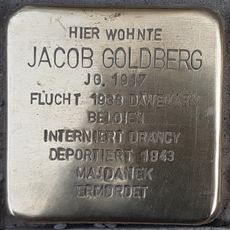 HIER WOHNTE
JACOB GOLDBERG
JG. 1917
FLUCHT 1938 DÄNEMARK
BELGIEN
INTERNIERT DRANCY
DEPORTIERT 1943
MAJDANEK
ERMORDET